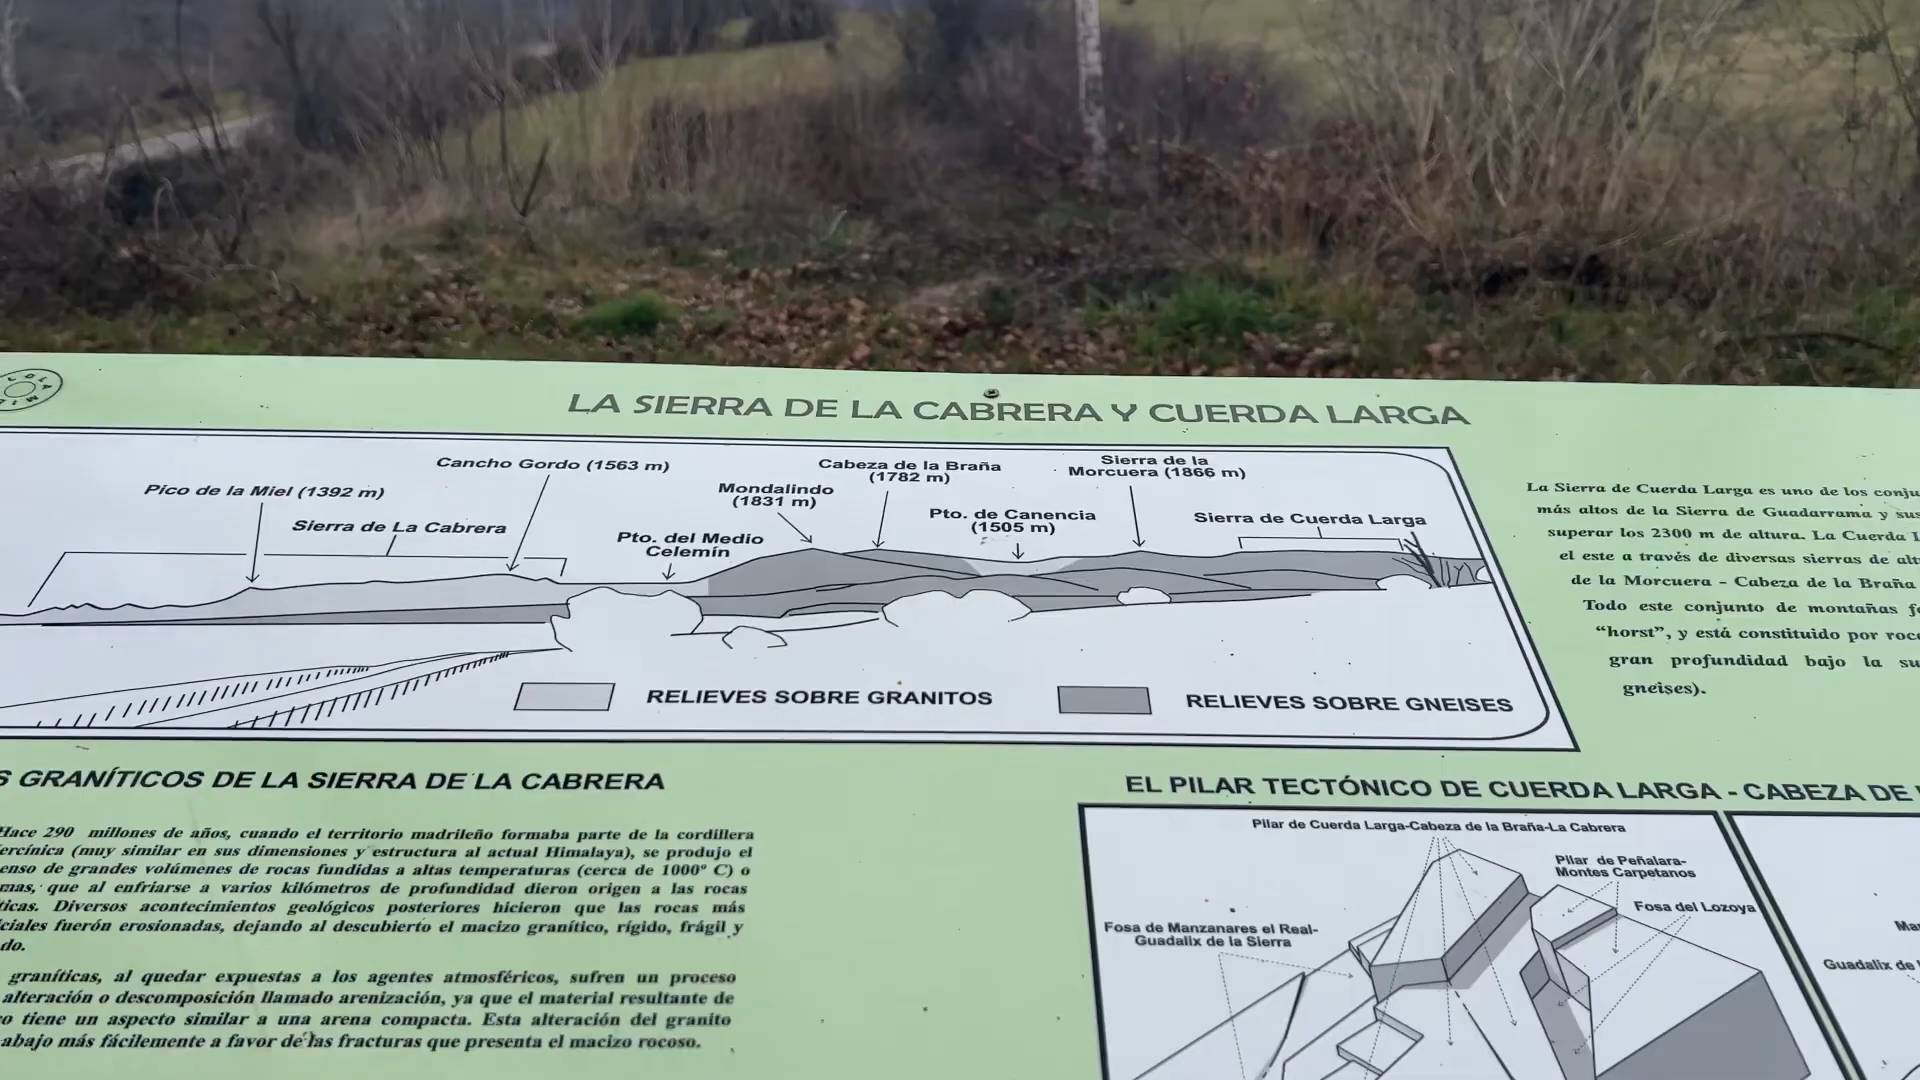 LA SIERRA DE LA CABRERA Y CUERDA LARGA
Pico de la Miel (1392 m)
Sierra de La Cabrera
Cancho Gordo (1563 m)
Pto. del Medio
Celemín
Mondalindo
(1831 m)
Cabeza de la Braña
(1782 m)
Pto. de Canencia
(1505 m)
Sierra de la
Morcuera (1866 m)
Sierra de Cuerda Larga
RELIEVES SOBRE GRANITOS
RELIEVES SOBRE GNEISES
La Sierra de Cuerda Larga es uno de los
más altos de la Sierra de Guadarrama y sus
superar los 2300 m de altura. La Cuerda
el este a través de diversas sierras de
de la Morcuera - Cabeza de la Braña
Todo este conjunto de montañas
“horst”, y está constituido por
gran profundidad bajo la
gneises).
GRANÍTICOS DE LA SIERRA DE LA CABRERA
Hace 290 millones de años, cuando el territorio madrileño formaba parte de la cordillera
(muy similar en sus dimensiones y estructura al actual Himalaya), se produjo el
de grandes volúmenes de rocas fundidas a altas temperaturas (cerca de 1000º C) o
que al enfriarse a varios kilómetros de profundidad dieron origen a las rocas
Diversos acontecimientos geológicos posteriores hicieron que las rocas más
fuerón erosionadas, dejando al descubierto el macizo granítico, rígido, frágil y
graníticas, al quedar expuestas a los agentes atmosféricos, sufren un proceso
alteración o descomposición llamado arenización, ya que el material resultante de
tiene un aspecto similar a una arena compacta. Esta alteración del granito
más fácilmente a favor de las fracturas que presenta el macizo rocoso.
EL PILAR TECTÓNICO DE CUERDA LARGA - CABEZA DE
Pilar de Cuerda Larga-Cabeza de la Braña-La Cabrera
Pilar de Peñalara-
Montes Carpetanos
Fosa del Lozoya
Fosa de Manzanares el Real-
Guadalix de la Sierra
Guadalix de